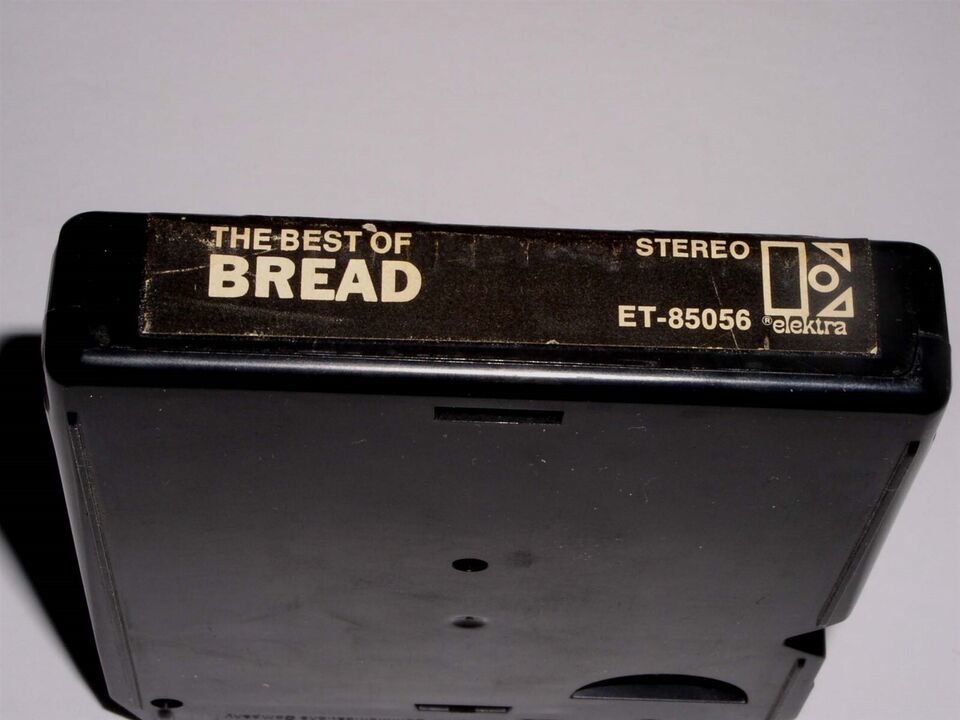 THE BEST OF
BREAD
STEREO
ET-85056
® elektra